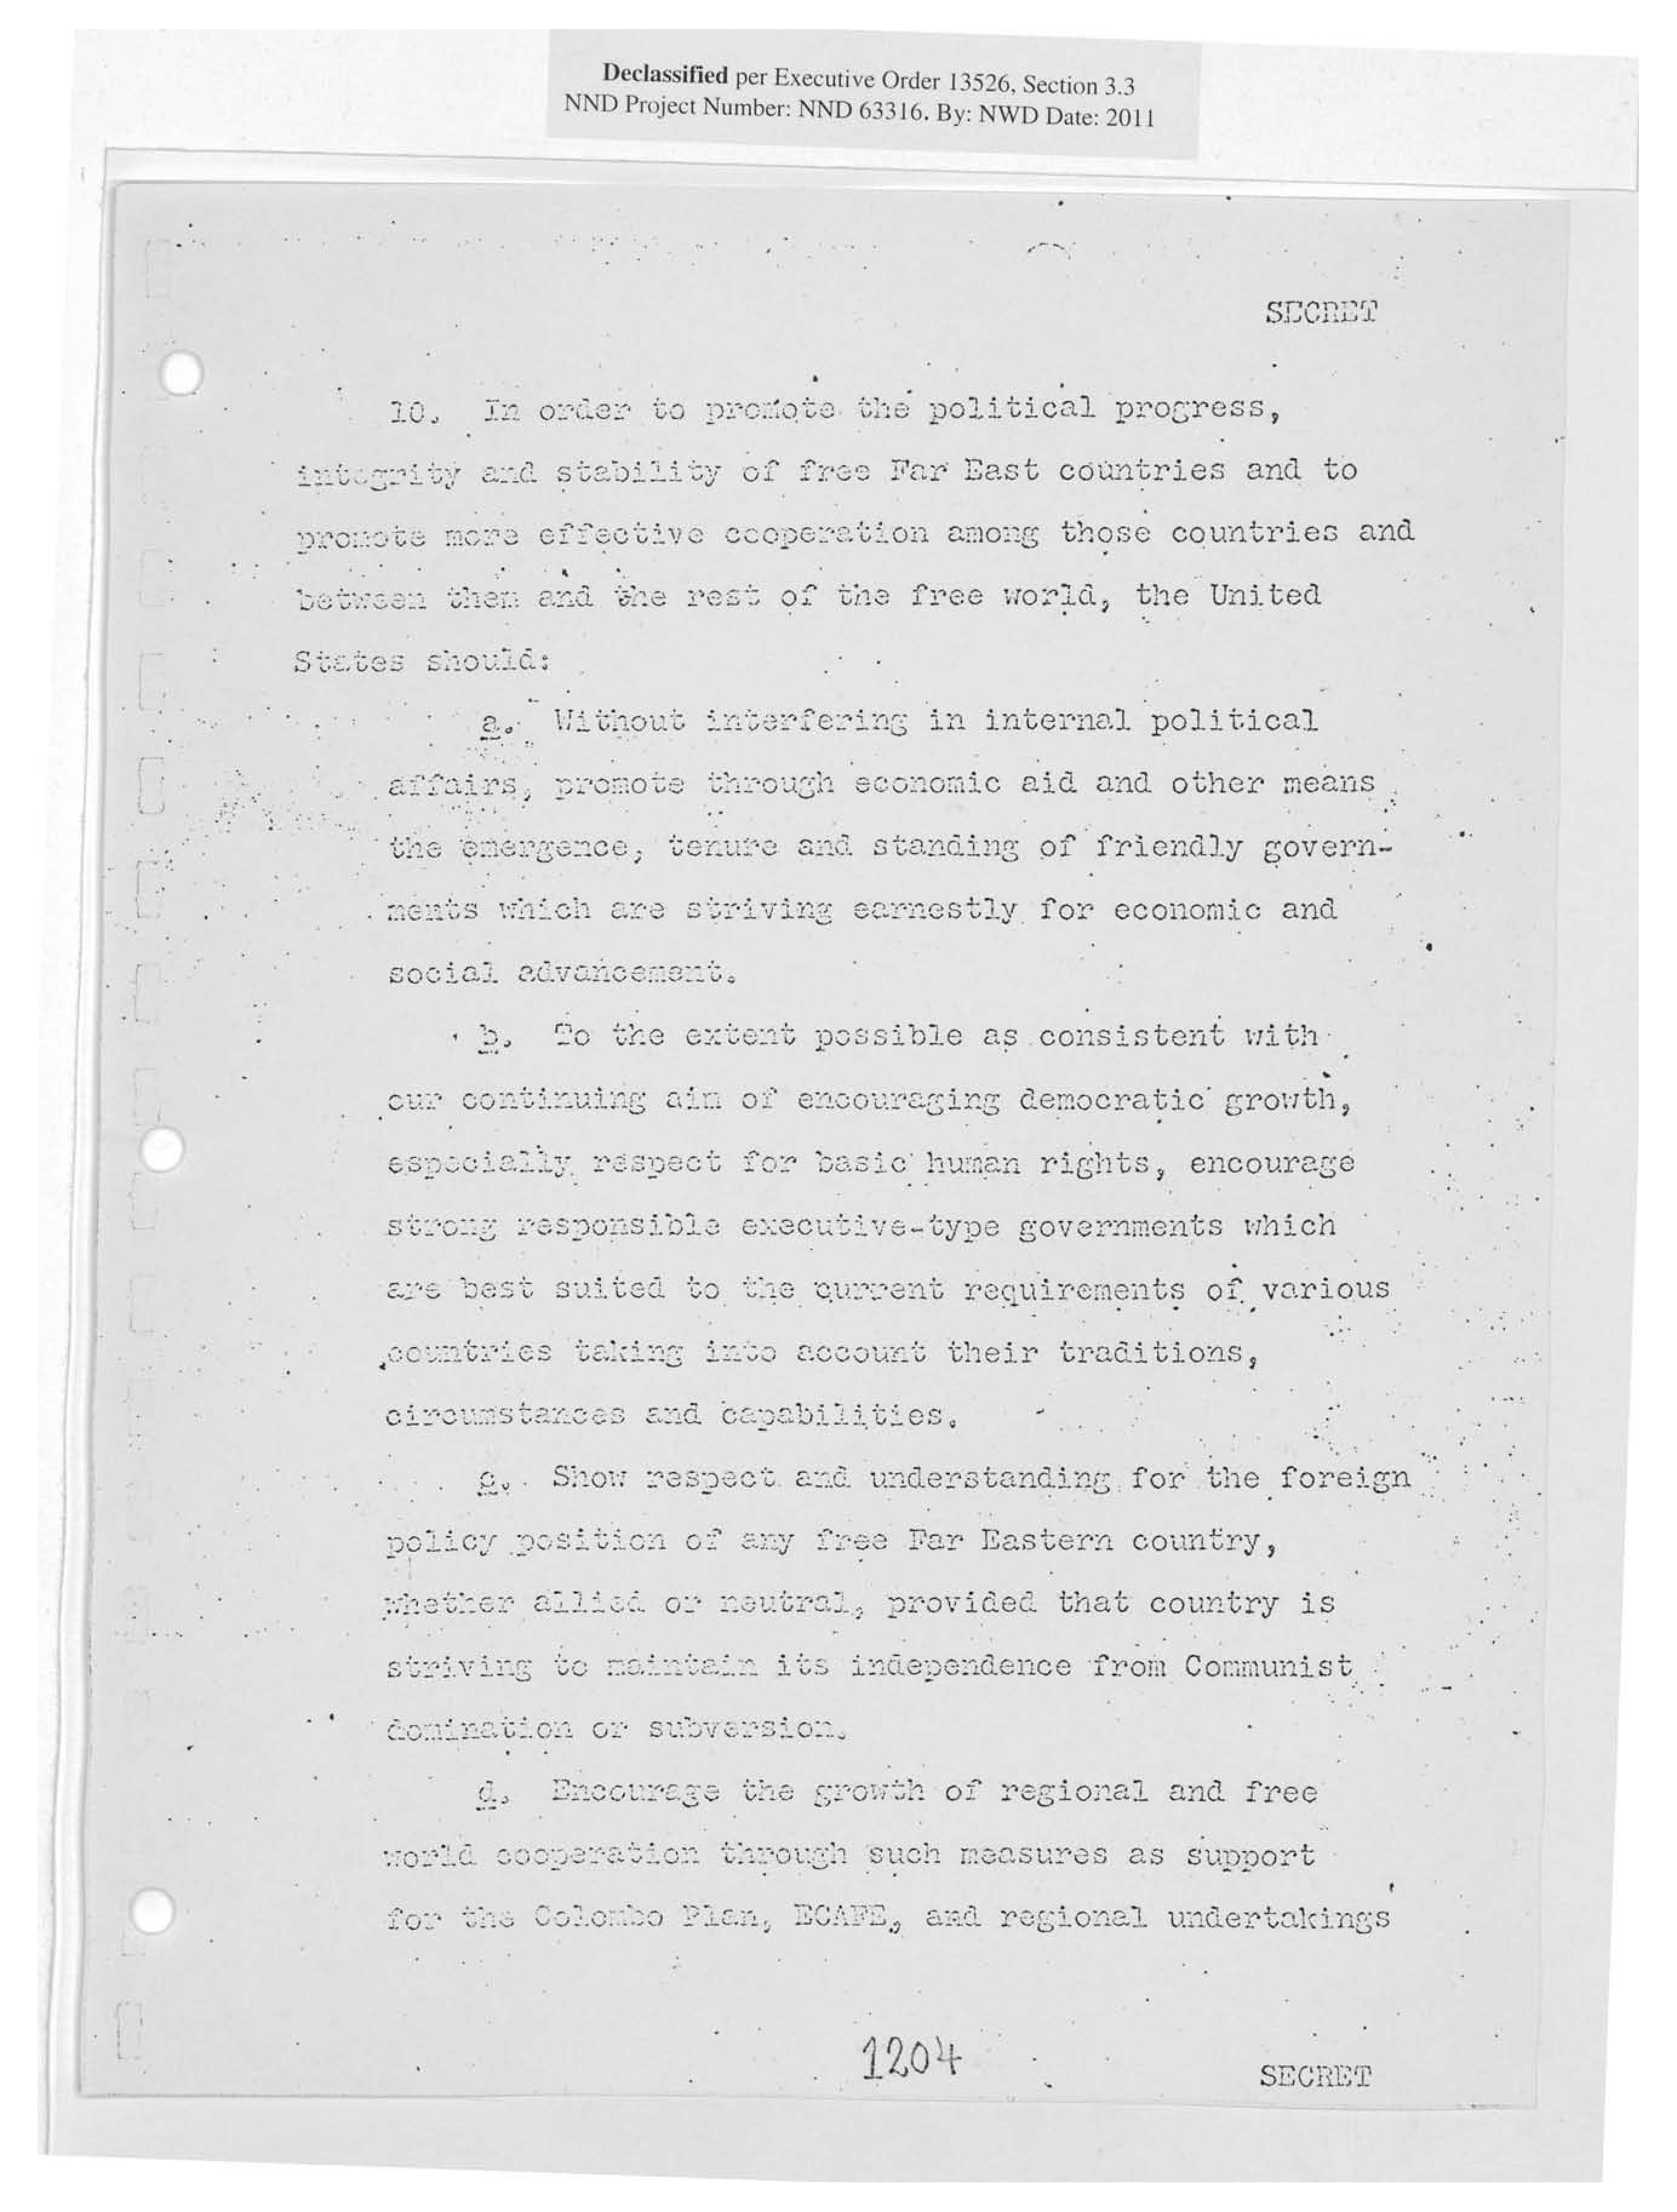 Declassified per Executive Order 13526, Section 3.3
NND Project Number: NND 63316. By: NWD Date: 2011
SECRET
10. In order to promote the political progress,
integrity and stability of free Far East countries and to
promote more effective cooperation among those countries and
between them and the rest of the free world, the United
States should:
a. Without interfering in internal political
affairs, promote through economic aid and other means
the emergence, tenure and standing of friendly govern-
ments which are striving earnestly for economic and
social advancement.
b. To the extent possible as consistent with
our continuing aim of encouraging democratic growth,
especially respect for basic human rights, encourage
strong responsible executive-type governments which
are best suited to the current requirements of various
countries taking into account their traditions,
circumstances and capabilities.
c. Show respect and understanding for the foreign
policy position of any free Far Eastern country,
whether allied or neutral, provided that country is
striving to maintain its independence from Communist
domination or subversion.
d. Encourage the growth of regional and free
world cooperation through such measures as support
for the Colombo Plan, ECAFE, and regional undertakings
1204
SECRET